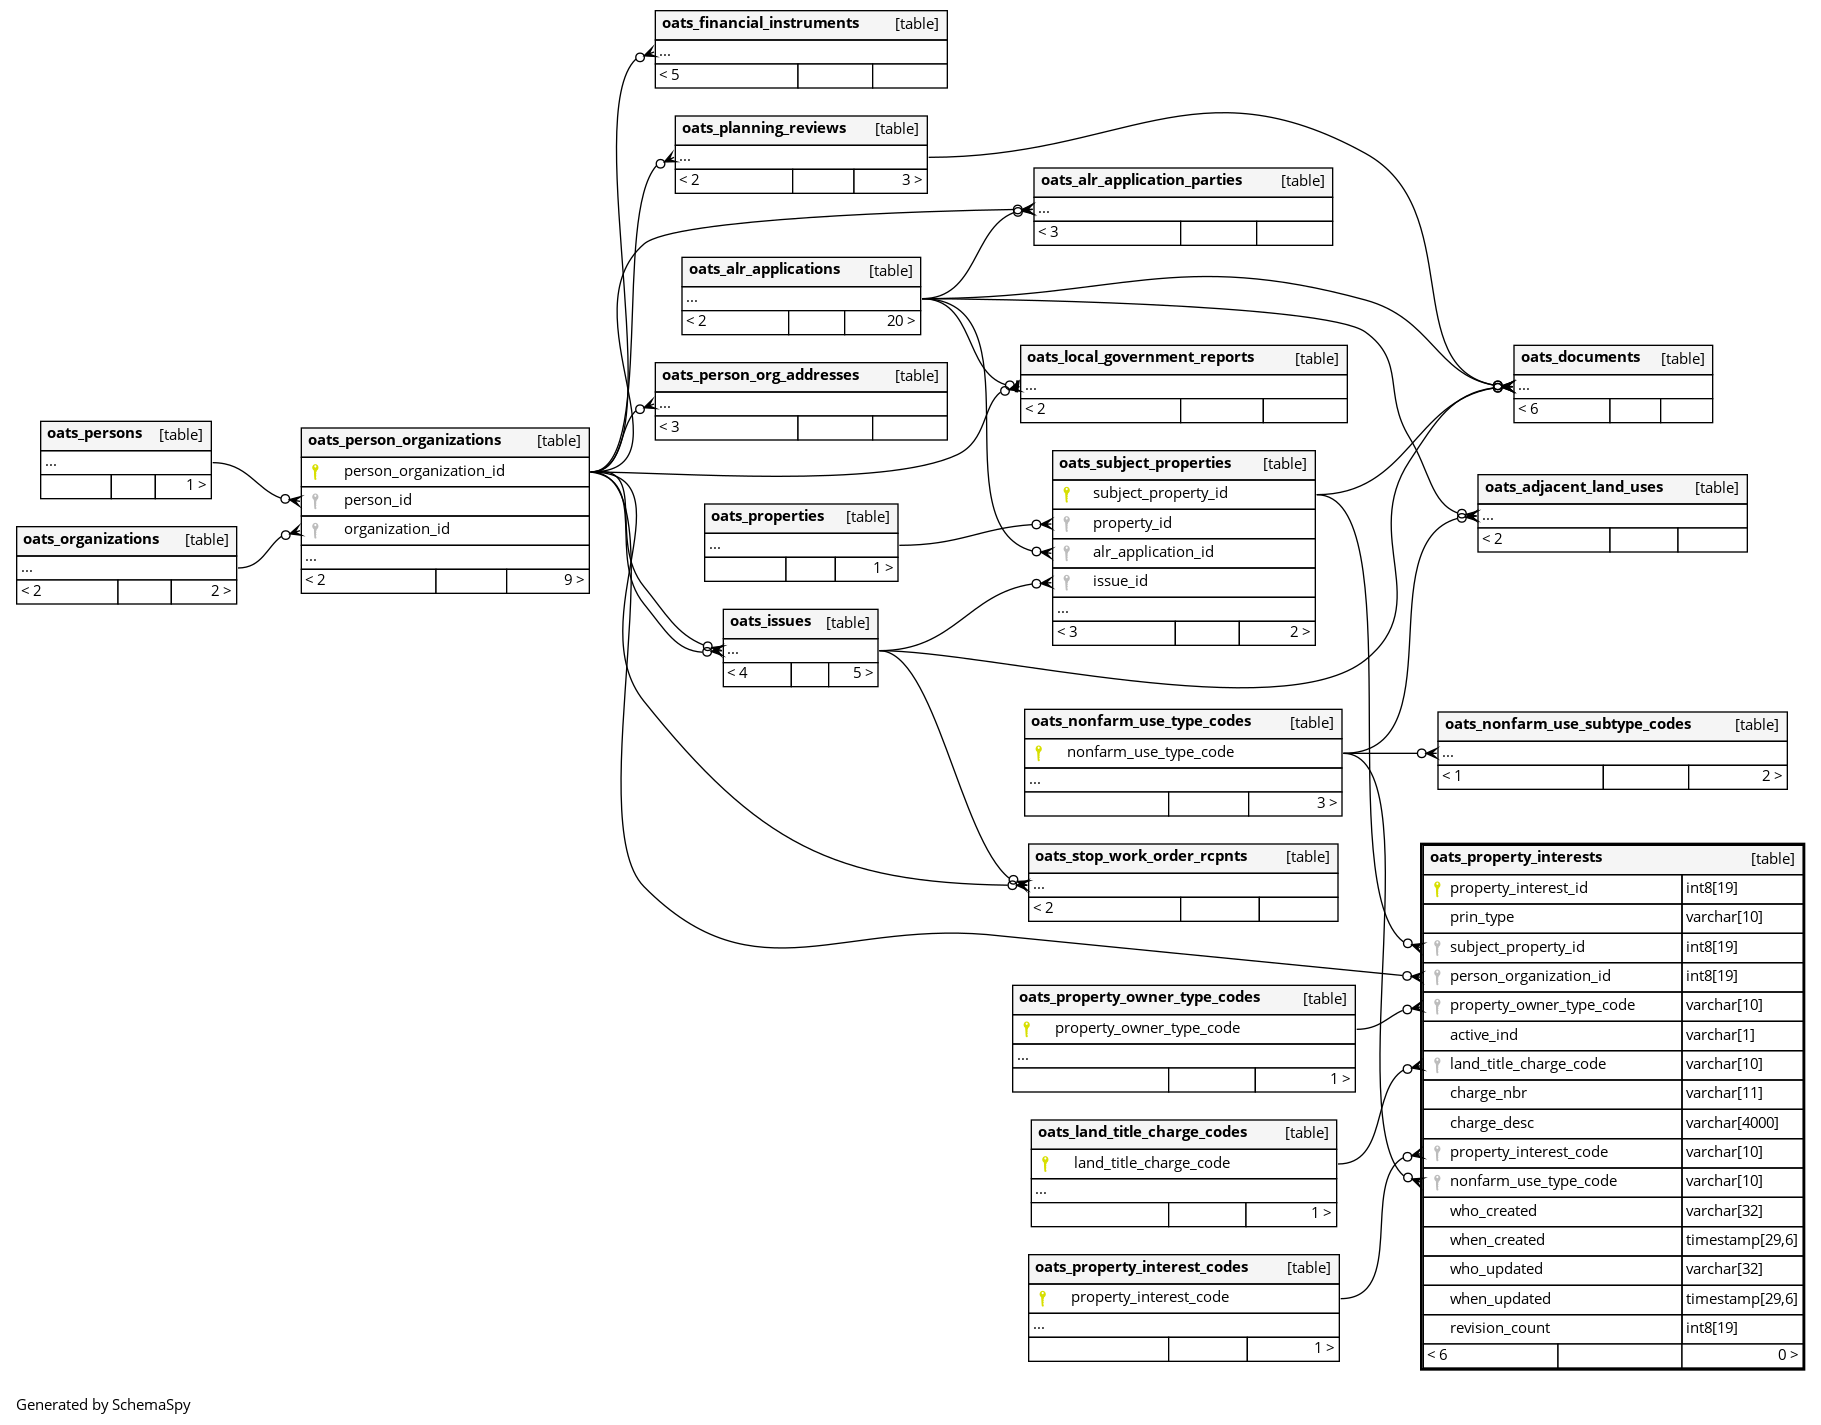 oats_financial_instruments [table]
...
< 5
oats_planning_reviews [table]
...
< 2 3 >
oats_alr_application_parties [table]
...
< 3
oats_alr_applications [table]
...
< 2 20 >
oats_local_government_reports [table]
...
< 2
oats_documents [table]
...
< 6
oats_person_org_addresses [table]
...
< 3
oats_persons [table]
...
1 >
oats_person_organizations [table]
person_organization_id
person_id
organization_id
...
< 2 9 >
oats_organizations [table]
...
< 2 2 >
oats_subject_properties [table]
subject_property_id
property_id
alr_application_id
issue_id
...
< 3 2 >
oats_adjacent_land_uses [table]
...
< 2
oats_properties [table]
...
1 >
oats_issues [table]
...
< 4 5 >
oats_nonfarm_use_type_codes [table]
nonfarm_use_type_code
...
3 >
oats_nonfarm_use_subtype_codes [table]
...
< 1 2 >
oats_stop_work_order_rcpnts [table]
...
< 2
oats_property_owner_type_codes [table]
property_owner_type_code
...
1 >
oats_land_title_charge_codes [table]
land_title_charge_code
...
1 >
oats_property_interest_codes [table]
property_interest_code
...
1 >
oats_property_interests [table]
property_interest_id int8[19]
prin_type varchar[10]
subject_property_id int8[19]
person_organization_id int8[19]
property_owner_type_code varchar[10]
active_ind varchar[1]
land_title_charge_code varchar[10]
charge_nbr varchar[11]
charge_desc varchar[4000]
property_interest_code varchar[10]
nonfarm_use_type_code varchar[10]
who_created varchar[32]
when_created timestamp[29,6]
who_updated varchar[32]
when_updated timestamp[29,6]
revision_count int8[19]
< 6 0 >
Generated by SchemaSpy